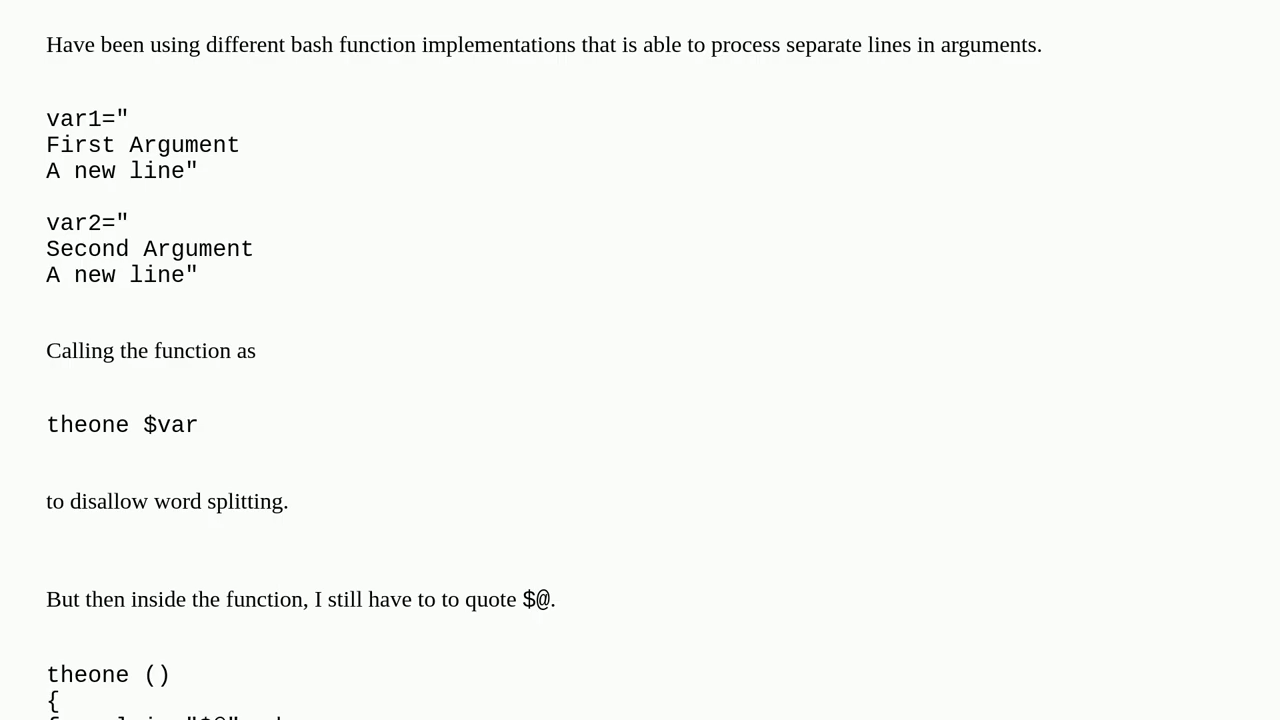 Have been using different bash function implementations that is able to process separate lines in arguments.
var1="
First Argument
A new line"
var2="
Second Argument
A new line"
Calling the function as
theone $var
to disallow word splitting.
But then inside the function, I still have to to quote $@.
theone ()
{